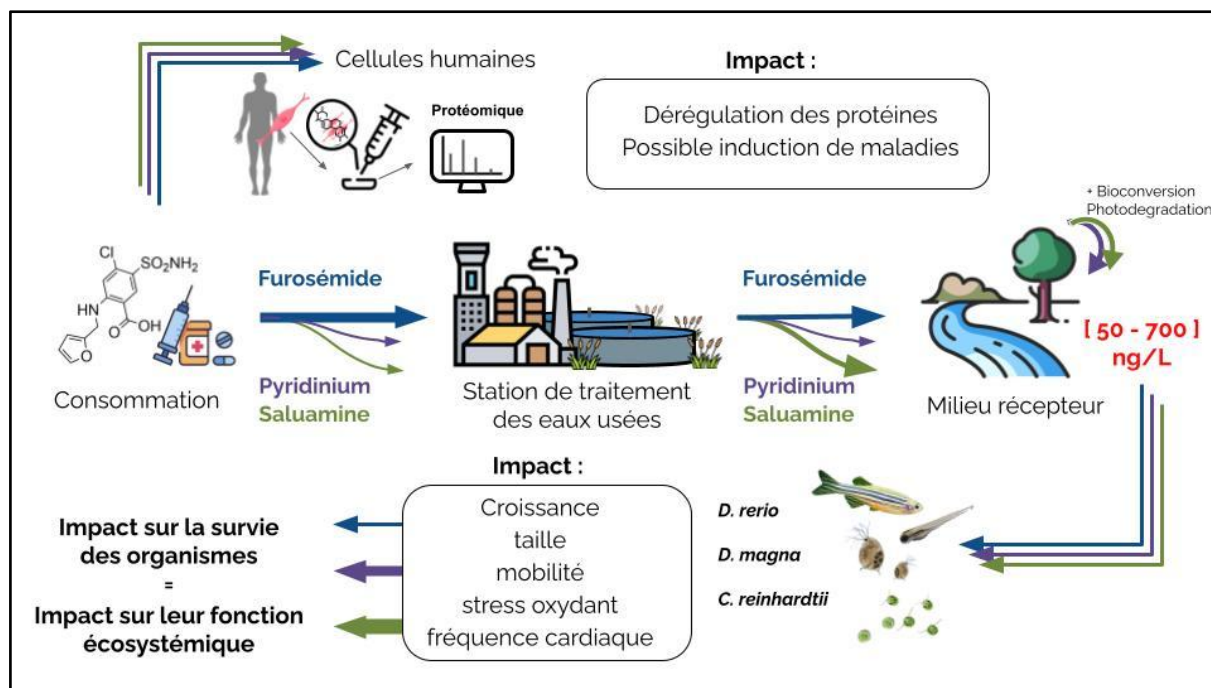 Cellules humaines
Protéomique
Impact :
Dérégulation des protéines
Possible induction de maladies
+ Bioconversion
Photodegradation
Cl
SO₂NH₂
HN
OH
O
O
Consommation
Furosémide
Pyridinium
Saluamine
Station de traitement
des eaux usées
Furosémide
Pyridinium
Saluamine
Milieu récepteur
[ 50 - 700 ]
ng/L
Impact :
Croissance
taille
mobilité
stress oxydant
fréquence cardiaque
Impact sur la survie
des organismes
=
Impact sur leur fonction
écosystémique
D. rerio
D. magna
C. reinhardtii